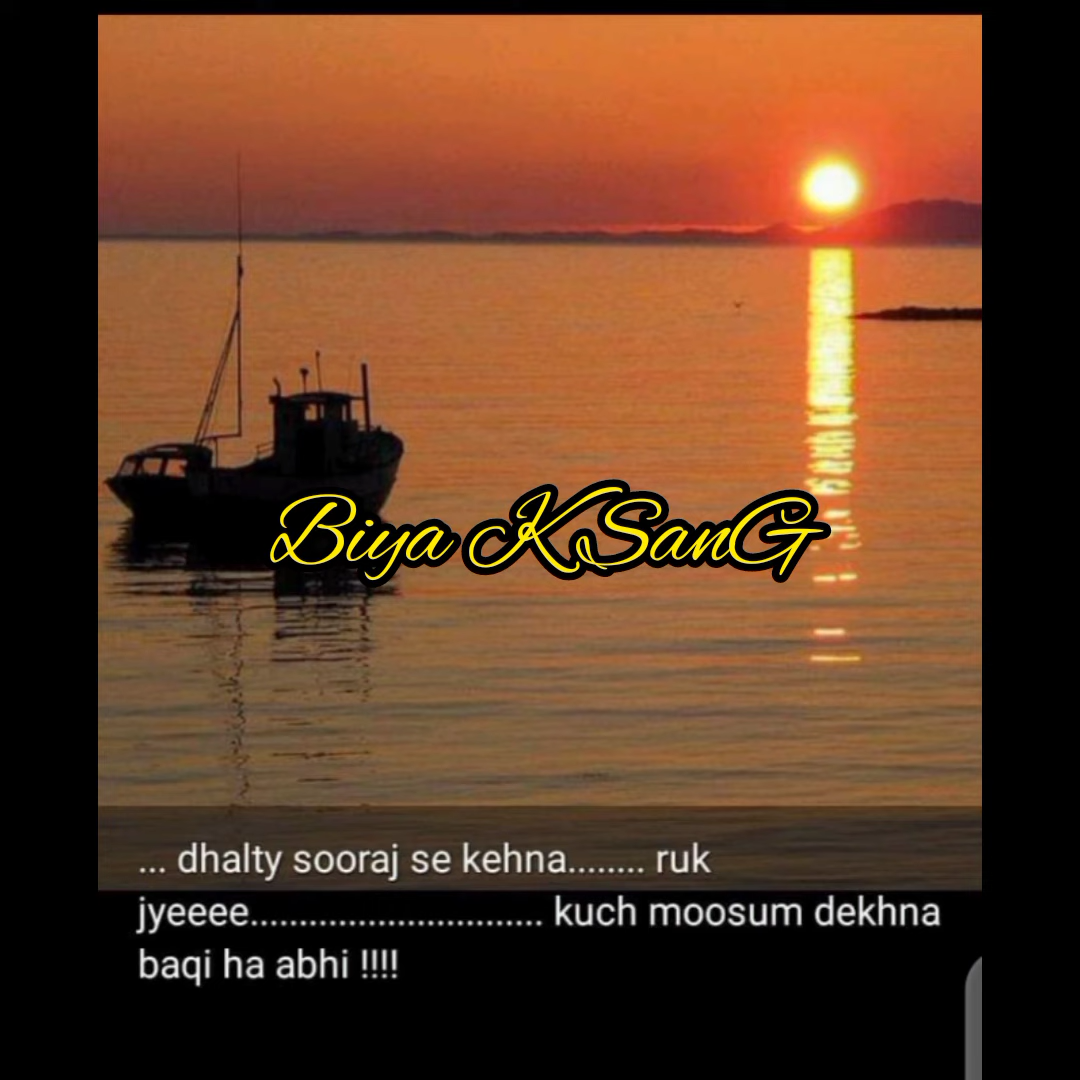 Biya K SanG
... dhalty sooraj se kehna........ ruk
jyeeee.............................. kuch moosum dekhna
baqi ha abhi !!!!